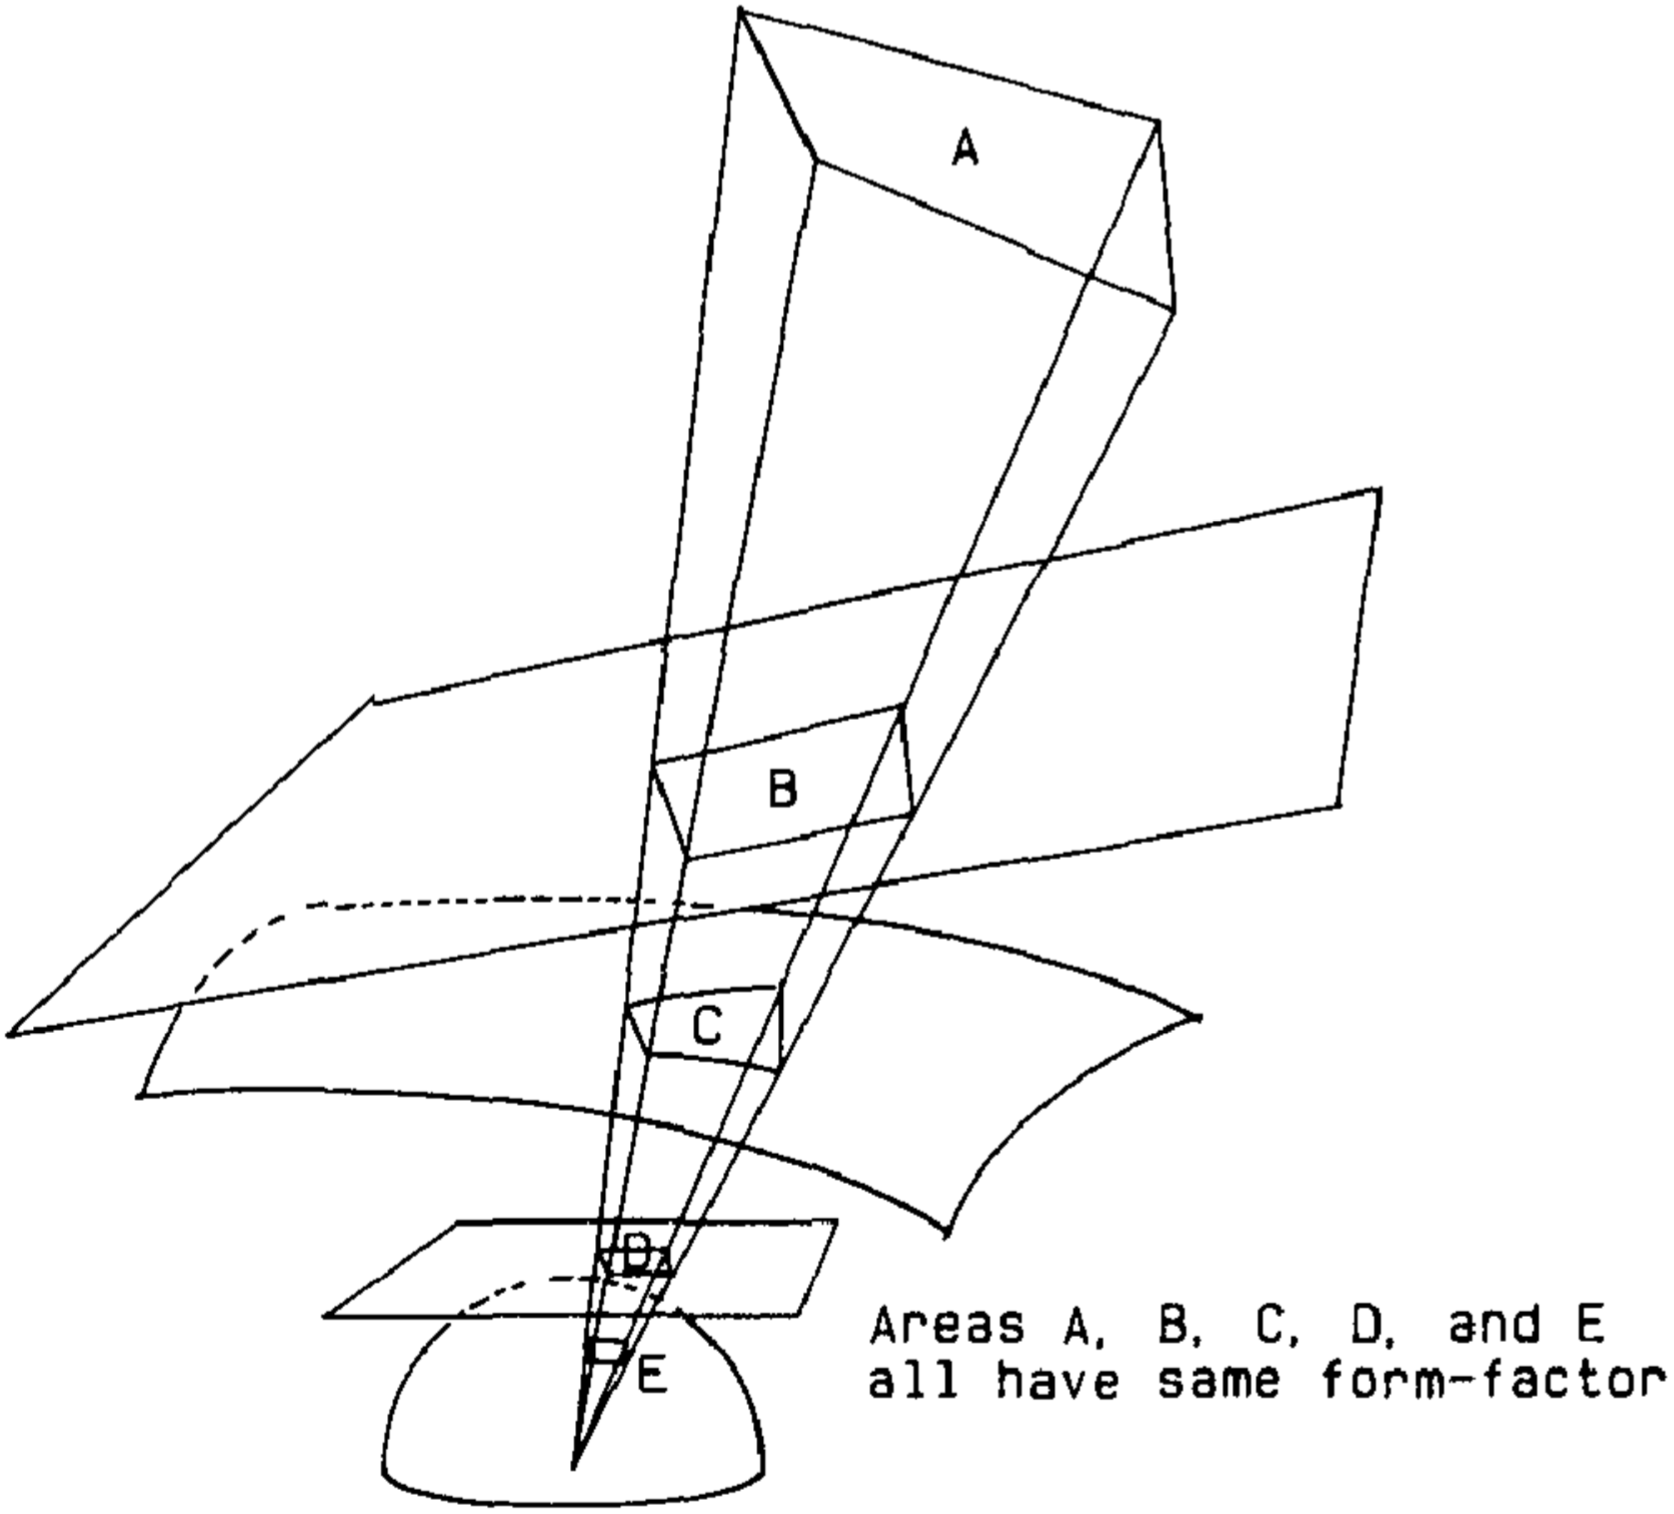 A
B
C
D
E
Areas A, B, C, D, and E
all have same form-factor